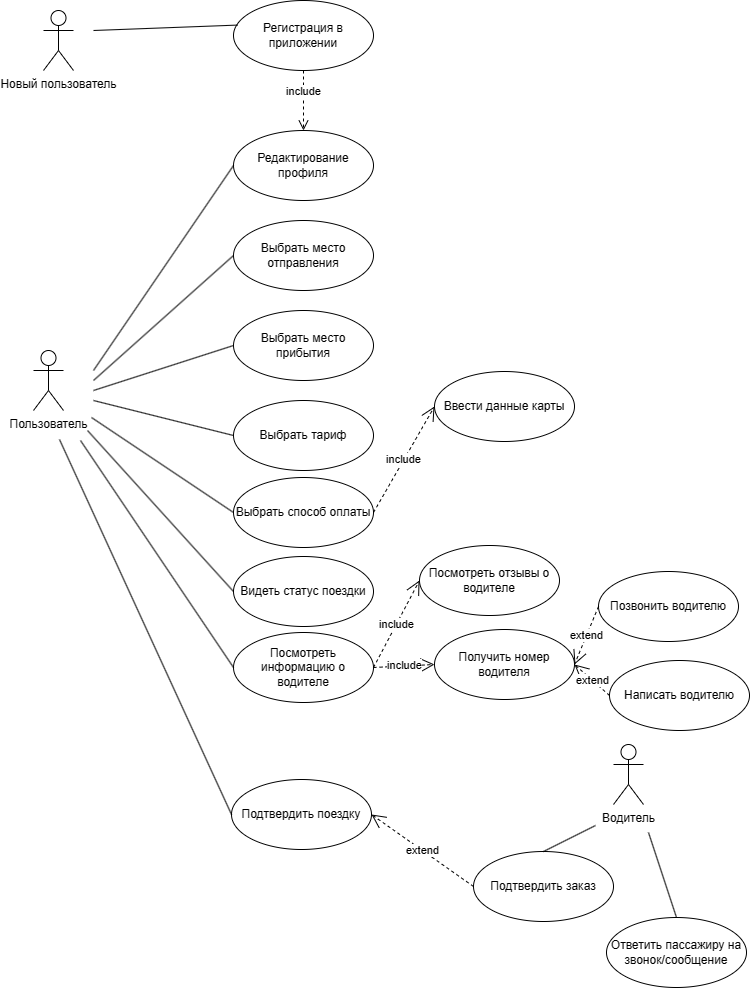 Регистрация в
приложении
Новый пользователь
include
Редактирование
профиля
Выбрать место
отправления
Выбрать место
прибытия
Пользователь
Ввести данные карты
Выбрать тариф
include
Выбрать способ оплаты
Посмотреть отзывы о
водителе
Видеть статус поездки
Позвонить водителю
include
extend
Посмотреть
информацию о
водителе
include
Получить номер
водителя
extend
Написать водителю
Подтвердить поездку
Водитель
extend
Подтвердить заказ
Ответить пассажиру на
звонок/сообщение